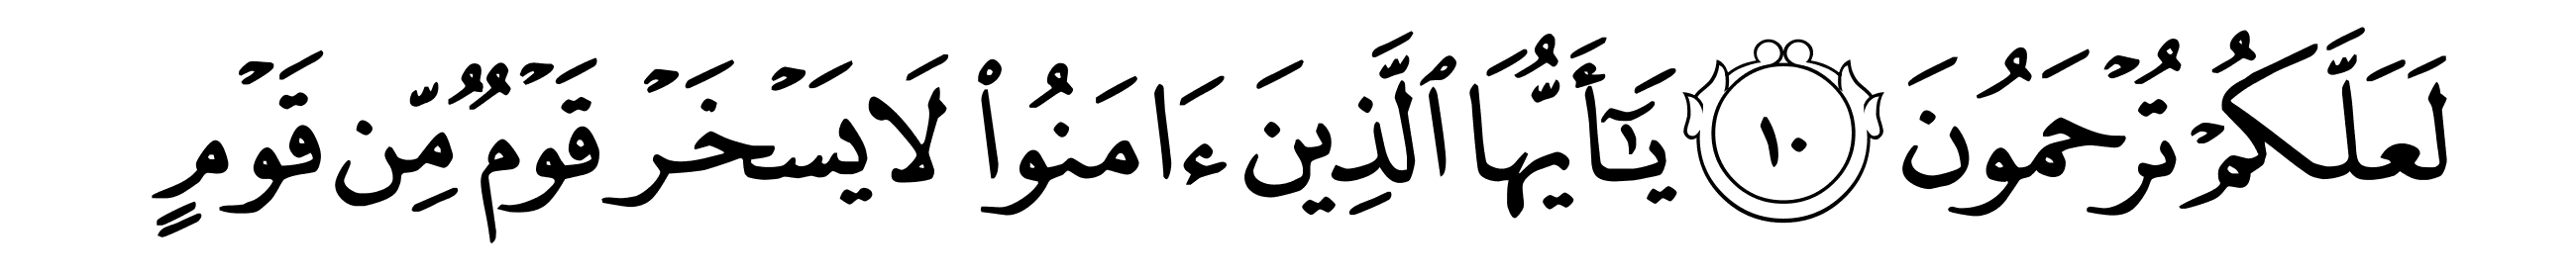 لَعَلَّكُمۡ تُرۡحَمُونَ ١٠ يَـٰٓأَيُّهَا ٱلَّذِينَ ءَامَنُواْ لَا يَسۡخَرۡ قَوۡمٌ مِّن قَوۡمٍ